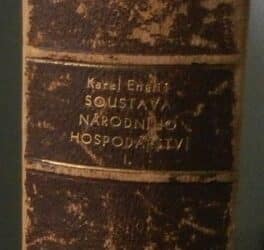 Karel Engliš
SOUSTAVA
NÁRODNÍHO
HOSPODÁŘSTVÍ
I.